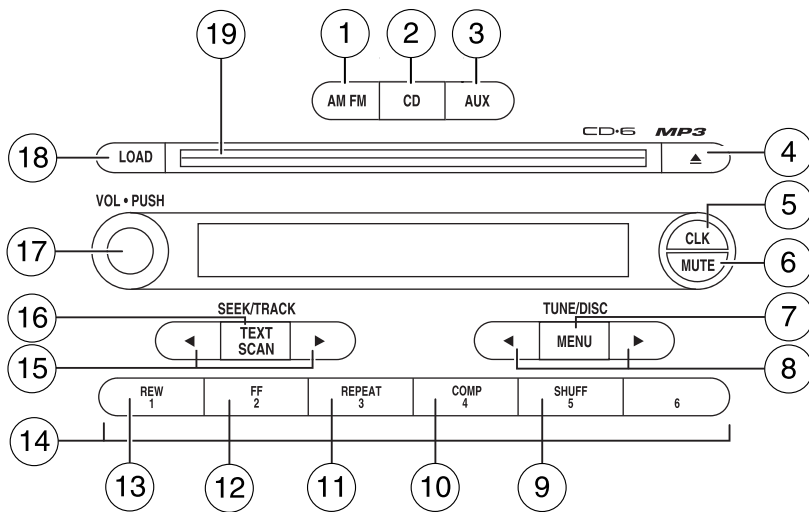 19 1 2 3
AM FM CD AUX
CD•6 MP3
18 LOAD 4
VOL • PUSH 5
17 CLK
MUTE 6
SEEK/TRACK TUNE/DISC
16 TEXT
SCAN MENU 7
15 8
REW
1
FF
2
REPEAT
3
COMP
4
SHUFF
5
6
14
13 12 11 10 9